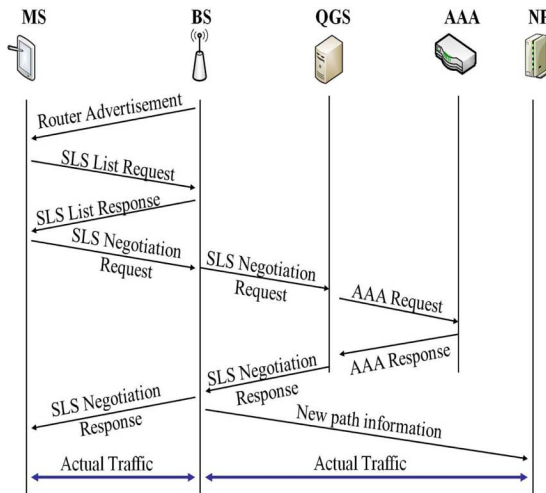 MS BS QGS AAA NF
Router Advertisement
SLS List Request
SLS List Response
SLS Negotiation
Request
SLS Negotiation
Request
AAA Request
AAA Response
SLS Negotiation
Response
SLS Negotiation
Response
New path information
Actual Traffic
Actual Traffic